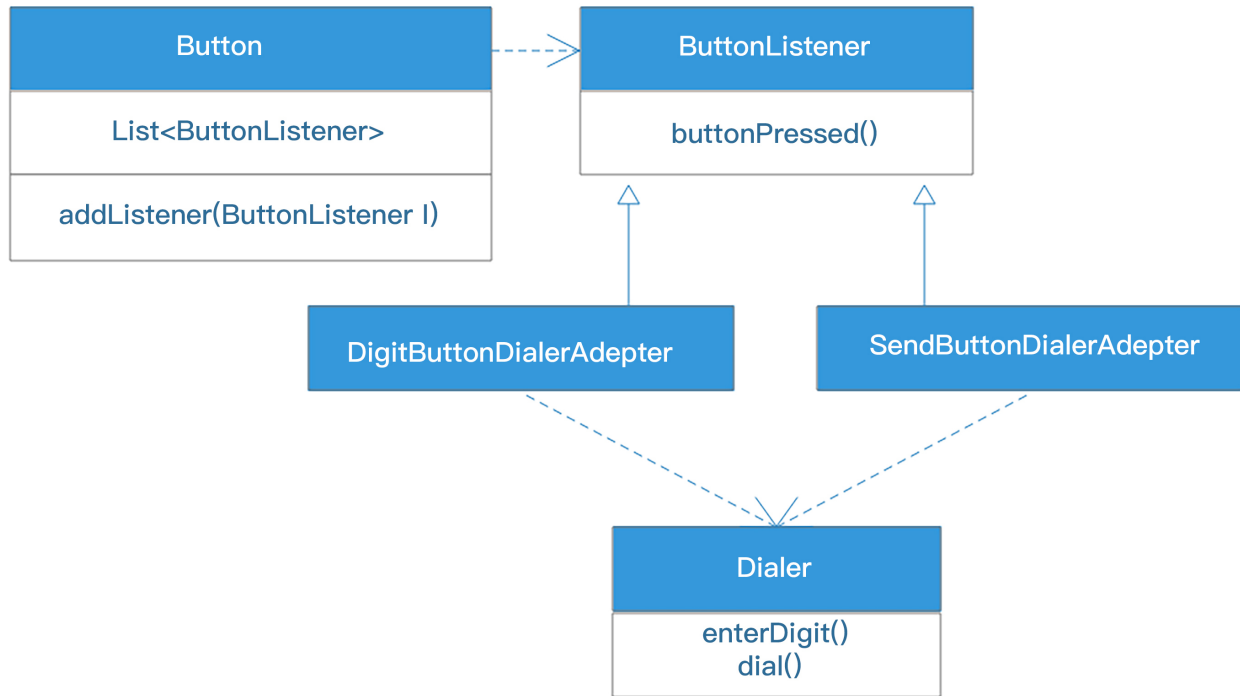 Button
List<ButtonListener>
addListener(ButtonListener l)
ButtonListener
buttonPressed()
DigitButtonDialerAdepter
SendButtonDialerAdepter
Dialer
enterDigit()
dial()